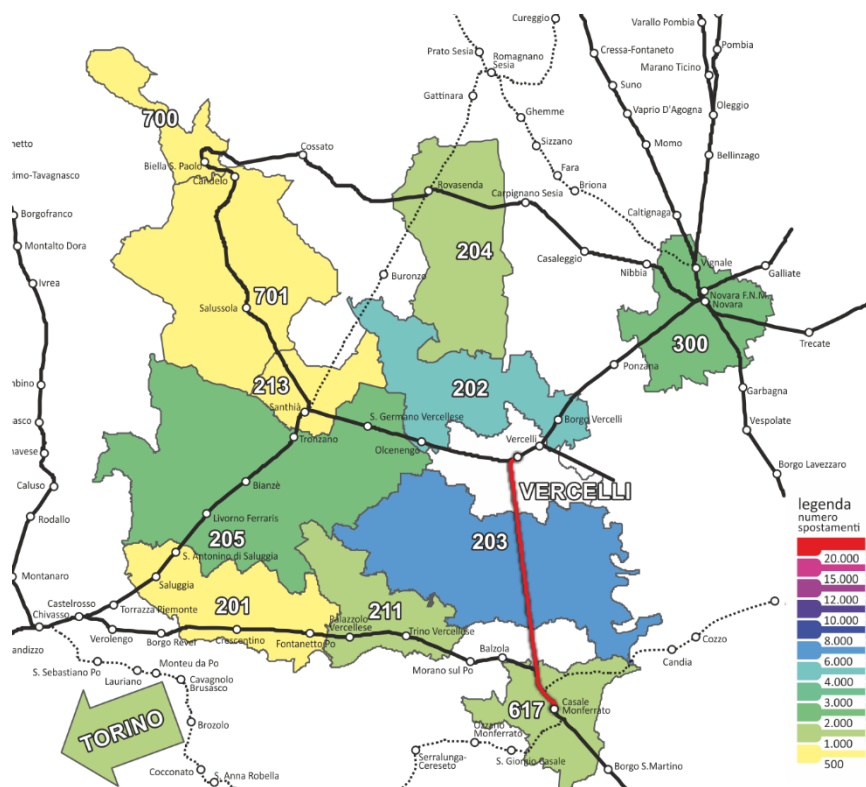 Cureggio
Varallo Pombia
Prato Sesia
Romagnano
Sesia
Cressa-Fontaneto
Pombia
Marano Ticino
Gattinara
Suno
Ghemme
Vaprio D'Agogna
Oleggio
700
Cossato
Sizzano
Momo
netto
Biella S. Paolo
Bellinzago
timo-Tavagnasco
Candelo
Fara
Rovasenda
Carpignano Sesia
Briona
Borgofranco
Caltignaga
Montalto Dora
204
Casaleggio
Vignale
Ivrea
Buronzo
Nibbia
Galliate
701
Novara F.N.M
Novara
Salussola
300
Trecate
Ponzana
202
213
mbino
Garbagna
Santhià
S. Germano Vercellese
Borgo Vercelli
asco
Tronzano
Olcenengo
Vercelli
Vespolate
navese
Borgo Lavezzaro
Caluso
Bianzè
VERCELLI
legenda
numero
spostamenti
Rodallo
Livorno Ferraris
203
205
S. Antonino di Saluggia
20.000
Montanaro
Saluggia
15.000
Castelrosso
Torrazza Piemonte
201
211
12.000
Chivasso
Palazzolo
Vercellese
10.000
andizzo
Verolengo
Borgo Revel
Crescentino
Fontanetto Po
Trino Vercellese
Cozzo
8.000
Balzola
Candia
S. Sebastiano Po
Monteu da Po
Morano sul Po
6.000
Lauriano
Cavagnolo
Brusasco
4.000
617
Casale
Monferrato
3.000
TORINO
Brozolo
Ozzano
Monferrato
2.000
Serralunga-
Cereseto
S. Giorgio Casale
1.000
Cocconato
S. Anna Robella
Borgo S.Martino
500